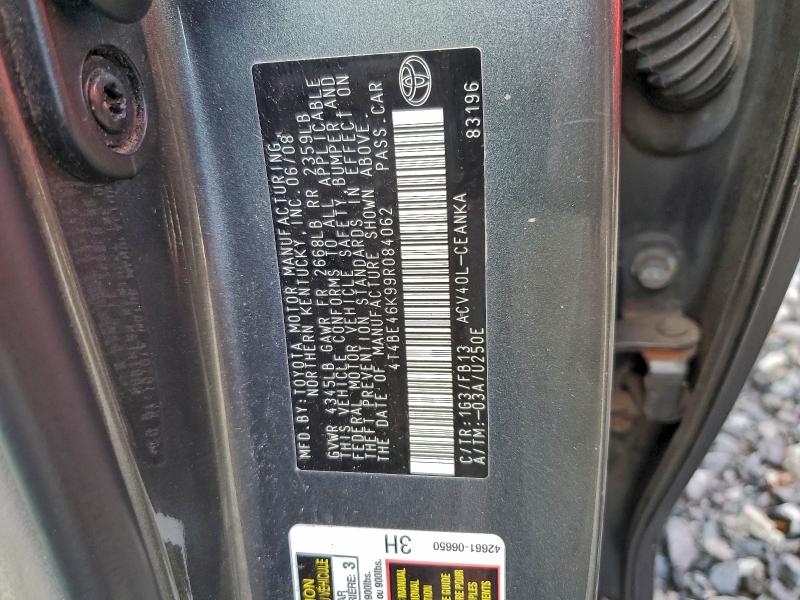 MFD.BY:TOYOTA MOTOR MANUFACTURING,
NORTHERN KENTUCKY, INC. 06/08
GVWR 4345LB GAWR FR 2668LB RR 2359LB
THIS VEHICLE CONFORMS TO ALL APPLICABLE
FEDERAL MOTOR VEHICLE SAFETY, BUMPER AND
THEFT PREVENTION STANDARDS IN EFFECT ON
THE DATE OF MANUFACTURE SHOWN ABOVE.
4T4BE46K99R084062 PASS.CAR
C/TR:1G3/FB13 ACV40L-CEANKA
A/TM:-03A/U250E 83196
42661-06650
3H